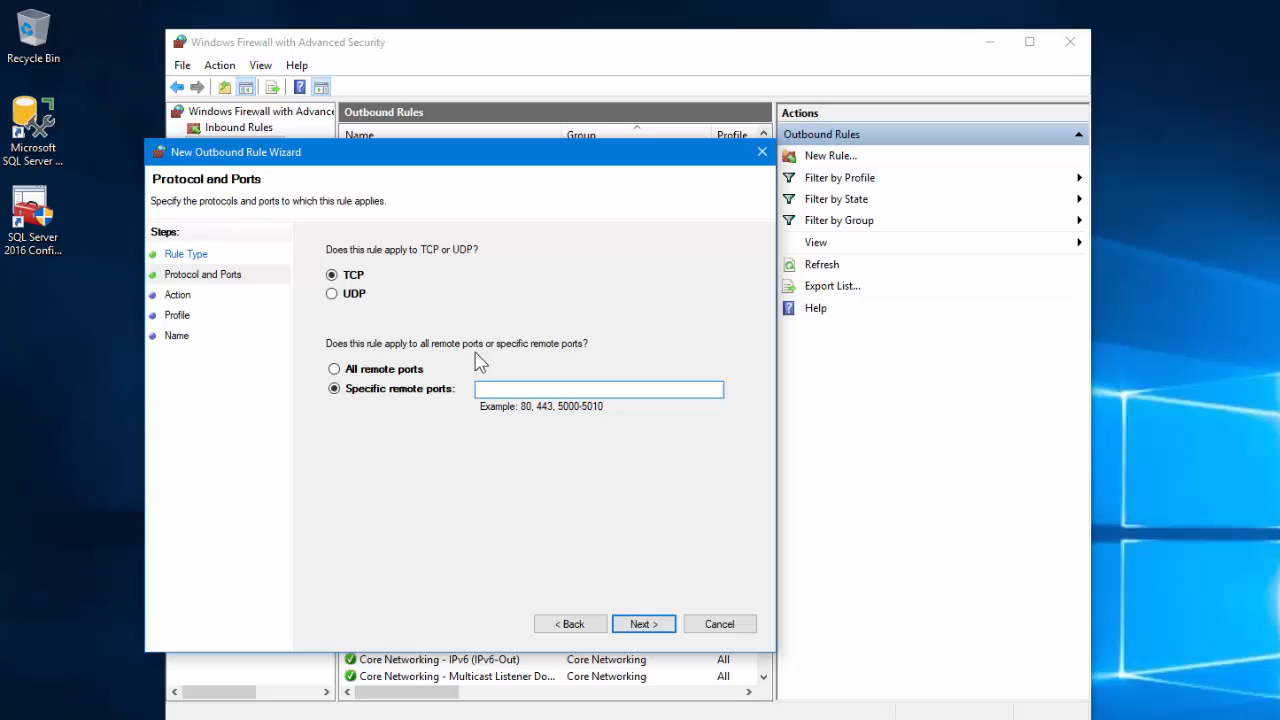 Recycle Bin
Microsoft
SQL Server ...
SQL Server
2016 Confi...
Windows Firewall with Advanced Security
File Action View Help
Windows Firewall with Advance
Inbound Rules
Outbound Rules
Name Group Profile
Actions
Outbound Rules
New Rule...
Filter by Profile
Filter by State
Filter by Group
View
Refresh
Export List...
Help
New Outbound Rule Wizard
Protocol and Ports
Specify the protocols and ports to which this rule applies.
Steps:
Rule Type
Protocol and Ports
Action
Profile
Name
Does this rule apply to TCP or UDP?
TCP
UDP
Does this rule apply to all remote ports or specific remote ports?
All remote ports
Specific remote ports:
Example: 80, 443, 5000-5010
< Back Next > Cancel
Core Networking - IPv6 (IPv6-Out) Core Networking All
Core Networking - Multicast Listener Do... Core Networking All